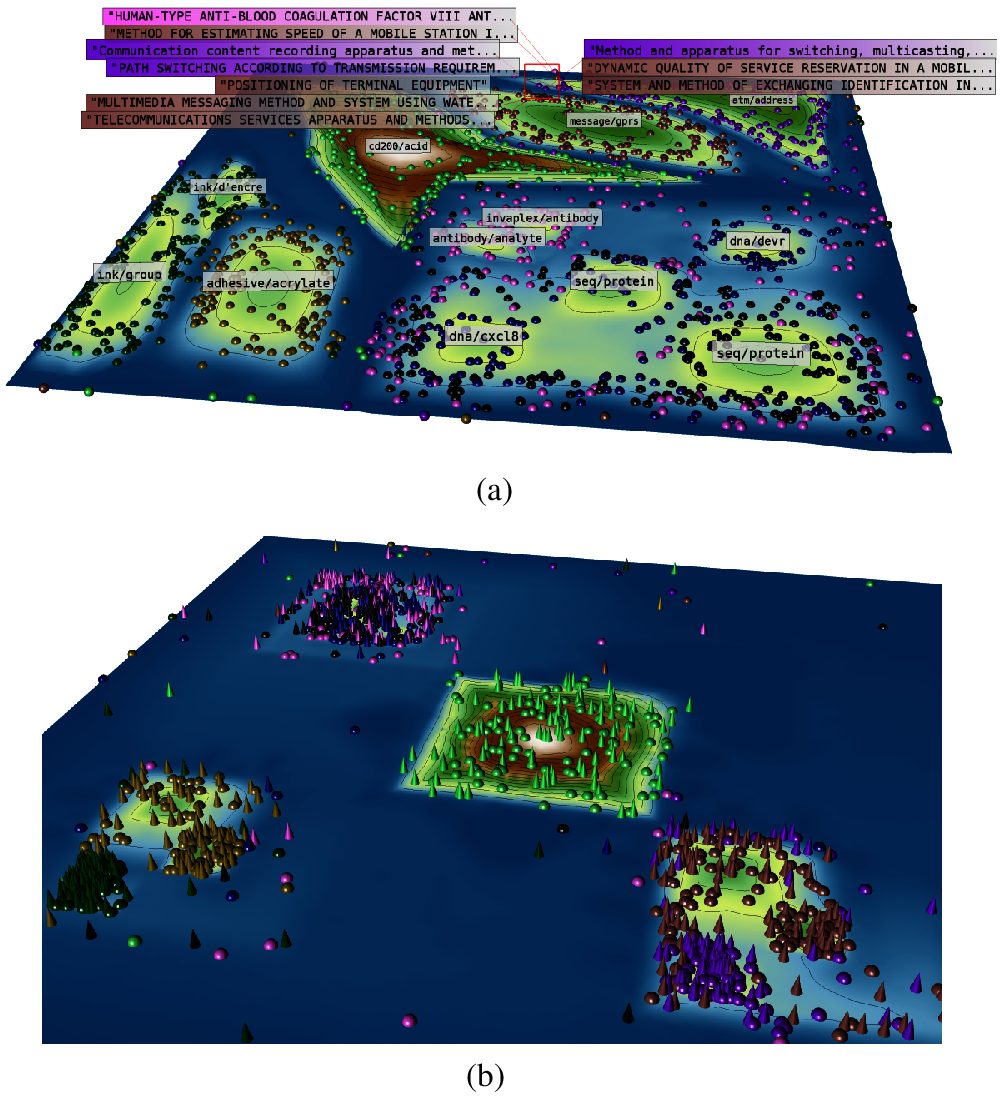 "HUMAN-TYPE ANTI-BLOOD COAGULATION FACTOR VIII ANT...
"METHOD FOR ESTIMATING SPEED OF A MOBILE STATION I...
"Communication content recording apparatus and met...
"PATH SWITCHING ACCORDING TO TRANSMISSION REQUIREM...
"POSITIONING OF TERMINAL EQUIPMENT"
"MULTIMEDIA MESSAGING METHOD AND SYSTEM USING WATE...
"TELECOMMUNICATIONS SERVICES APPARATUS AND METHODS...
"Method and apparatus for switching, multicasting,...
"DYNAMIC QUALITY OF SERVICE RESERVATION IN A MOBIL...
"SYSTEM AND METHOD OF EXCHANGING IDENTIFICATION IN...
atm/address
message/gprs
cd200/acid
ink/d'encre
invaplex/antibody
antibody/analyte
dna/devr
ink/group
adhesive/acrylate
seq/protein
dna/cxcl8
seq/protein
(a)
(b)